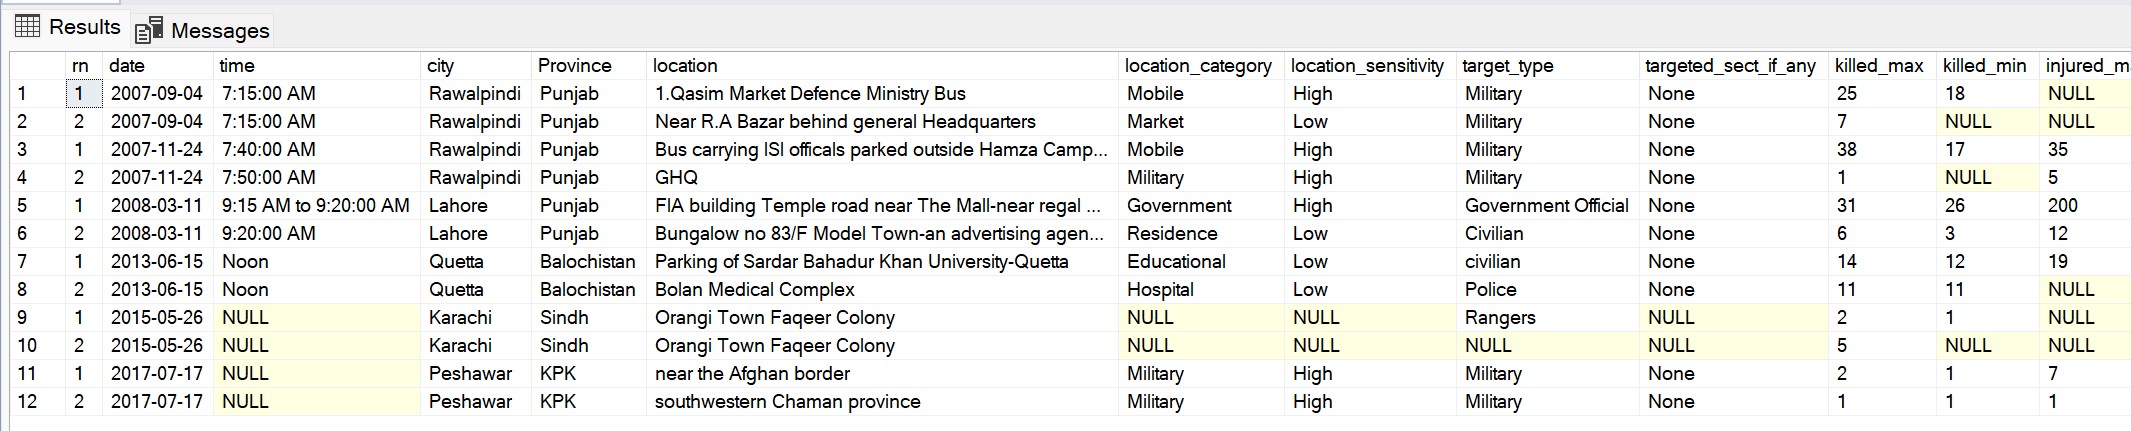 Results Messages
rn date time city Province location location_category location_sensitivity target_type targeted_sect_if_any killed_max killed_min injured_m
1 1 2007-09-04 7:15:00 AM Rawalpindi Punjab 1.Qasim Market Defence Ministry Bus Mobile High Military None 25 18 NULL
2 2 2007-09-04 7:15:00 AM Rawalpindi Punjab Near R.A Bazar behind general Headquarters Market Low Military None 7 NULL NULL
3 1 2007-11-24 7:40:00 AM Rawalpindi Punjab Bus carrying ISI officals parked outside Hamza Camp... Mobile High Military None 38 17 35
4 2 2007-11-24 7:50:00 AM Rawalpindi Punjab GHQ Military High Military None 1 NULL 5
5 1 2008-03-11 9:15 AM to 9:20:00 AM Lahore Punjab FIA building Temple road near The Mall-near regal ... Government High Government Official None 31 26 200
6 2 2008-03-11 9:20:00 AM Lahore Punjab Bungalow no 83/F Model Town-an advertising agen... Residence Low Civilian None 6 3 12
7 1 2013-06-15 Noon Quetta Balochistan Parking of Sardar Bahadur Khan University-Quetta Educational Low civilian None 14 12 19
8 2 2013-06-15 Noon Quetta Balochistan Bolan Medical Complex Hospital Low Police None 11 11 NULL
9 1 2015-05-26 NULL Karachi Sindh Orangi Town Faqeer Colony NULL NULL Rangers NULL 2 1 NULL
10 2 2015-05-26 NULL Karachi Sindh Orangi Town Faqeer Colony NULL NULL NULL NULL 5 NULL NULL
11 1 2017-07-17 NULL Peshawar KPK near the Afghan border Military High Military None 2 1 7
12 2 2017-07-17 NULL Peshawar KPK southwestern Chaman province Military High Military None 1 1 1